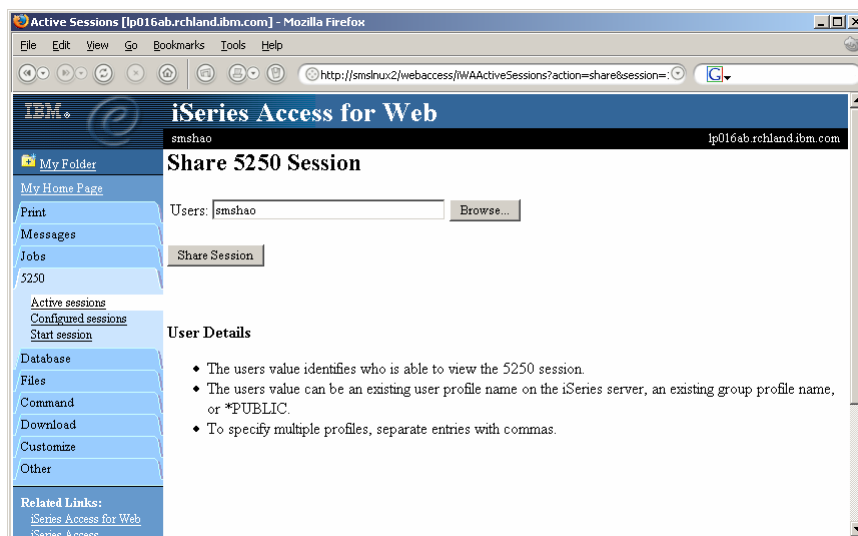 Active Sessions [lp016ab.rchland.ibm.com] - Mozilla Firefox
File Edit View Go Bookmarks Tools Help
http://smslnux2/webaccess/iWAActiveSessions?action=share&session=
G
IBM® e
iSeries Access for Web
smshao lp016ab.rchland.ibm.com
My Folder
My Home Page
Print
Messages
Jobs
5250
Active sessions
Configured sessions
Start session
Database
Files
Command
Download
Customize
Other
Related Links:
iSeries Access for Web
iSeries Access
Share 5250 Session
Users: smshao Browse...
Share Session
User Details
• The users value identifies who is able to view the 5250 session.
• The users value can be an existing user profile name on the iSeries server, an existing group profile name,
or *PUBLIC.
• To specify multiple profiles, separate entries with commas.